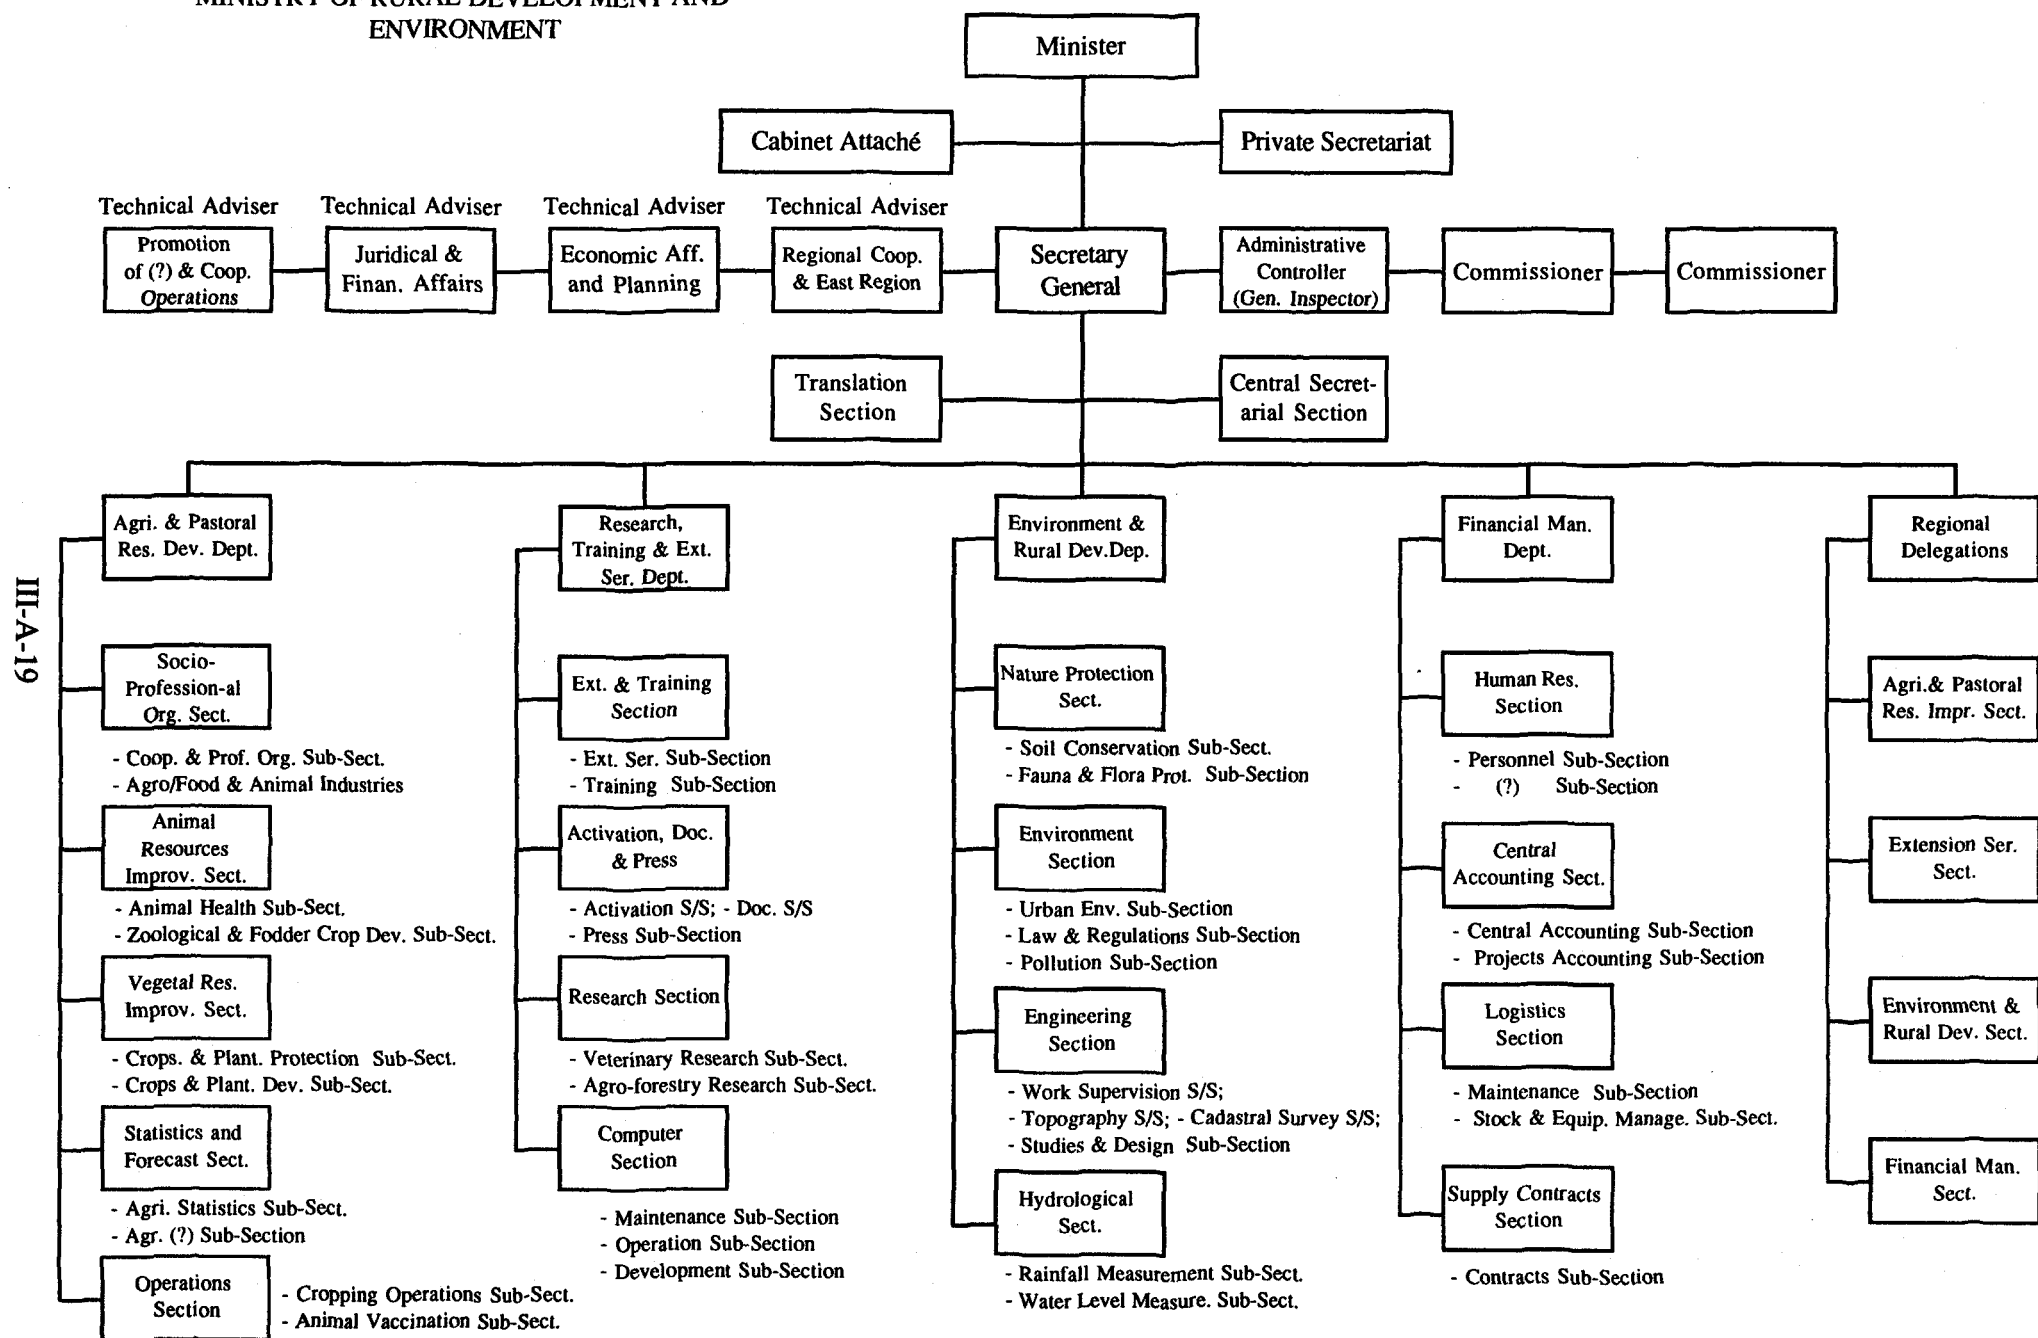 MINISTRY OF RURAL DEVELOPMENT AND
ENVIRONMENT
Minister
Cabinet Attaché
Private Secretariat
Technical Adviser
Technical Adviser
Technical Adviser
Technical Adviser
Promotion
of (?) & Coop.
Operations
Juridical &
Finan. Affairs
Economic Aff.
and Planning
Regional Coop.
& East Region
Secretary
General
Administrative
Controller
(Gen. Inspector)
Commissioner
Commissioner
Translation
Section
Central Secret-
arial Section
Agri. & Pastoral
Res. Dev. Dept.
Socio-
Profession-al
Org. Sect.
- Coop. & Prof. Org. Sub-Sect.
- Agro/Food & Animal Industries
Animal
Resources
Improv. Sect.
- Animal Health Sub-Sect.
- Zoological & Fodder Crop Dev. Sub-Sect.
Vegetal Res.
Improv. Sect.
- Crops. & Plant. Protection Sub-Sect.
- Crops & Plant. Dev. Sub-Sect.
Statistics and
Forecast Sect.
- Agri. Statistics Sub-Sect.
- Agr. (?) Sub-Section
Operations
Section
- Cropping Operations Sub-Sect.
- Animal Vaccination Sub-Sect.
Research,
Training & Ext.
Ser. Dept.
Ext. & Training
Section
- Ext. Ser. Sub-Section
- Training Sub-Section
Activation, Doc.
& Press
- Activation S/S; - Doc. S/S
- Press Sub-Section
Research Section
- Veterinary Research Sub-Sect.
- Agro-forestry Research Sub-Sect.
Computer
Section
- Maintenance Sub-Section
- Operation Sub-Section
- Development Sub-Section
Environment &
Rural Dev.Dep.
Nature Protection
Sect.
- Soil Conservation Sub-Sect.
- Fauna & Flora Prot. Sub-Section
Environment
Section
- Urban Env. Sub-Section
- Law & Regulations Sub-Section
- Pollution Sub-Section
Engineering
Section
- Work Supervision S/S;
- Topography S/S; - Cadastral Survey S/S;
- Studies & Design Sub-Section
Hydrological
Sect.
- Rainfall Measurement Sub-Sect.
- Water Level Measure. Sub-Sect.
Financial Man.
Dept.
Human Res.
Section
- Personnel Sub-Section
- (?) Sub-Section
Central
Accounting Sect.
- Central Accounting Sub-Section
- Projects Accounting Sub-Section
Logistics
Section
- Maintenance Sub-Section
- Stock & Equip. Manage. Sub-Sect.
Supply Contracts
Section
- Contracts Sub-Section
Regional
Delegations
Agri.& Pastoral
Res. Impr. Sect.
Extension Ser.
Sect.
Environment &
Rural Dev. Sect.
Financial Man.
Sect.
III-A-19